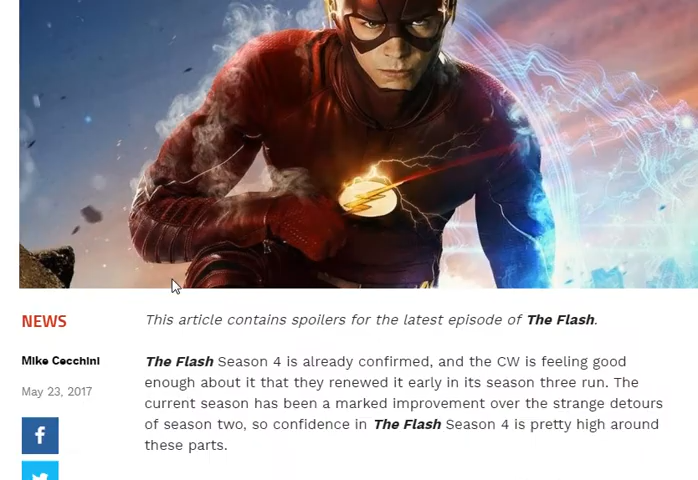 NEWS
This article contains spoilers for the latest episode of The Flash.
Mike Cecchini
May 23, 2017
The Flash Season 4 is already confirmed, and the CW is feeling good
enough about it that they renewed it early in its season three run. The
current season has been a marked improvement over the strange detours
of season two, so confidence in The Flash Season 4 is pretty high around
these parts.